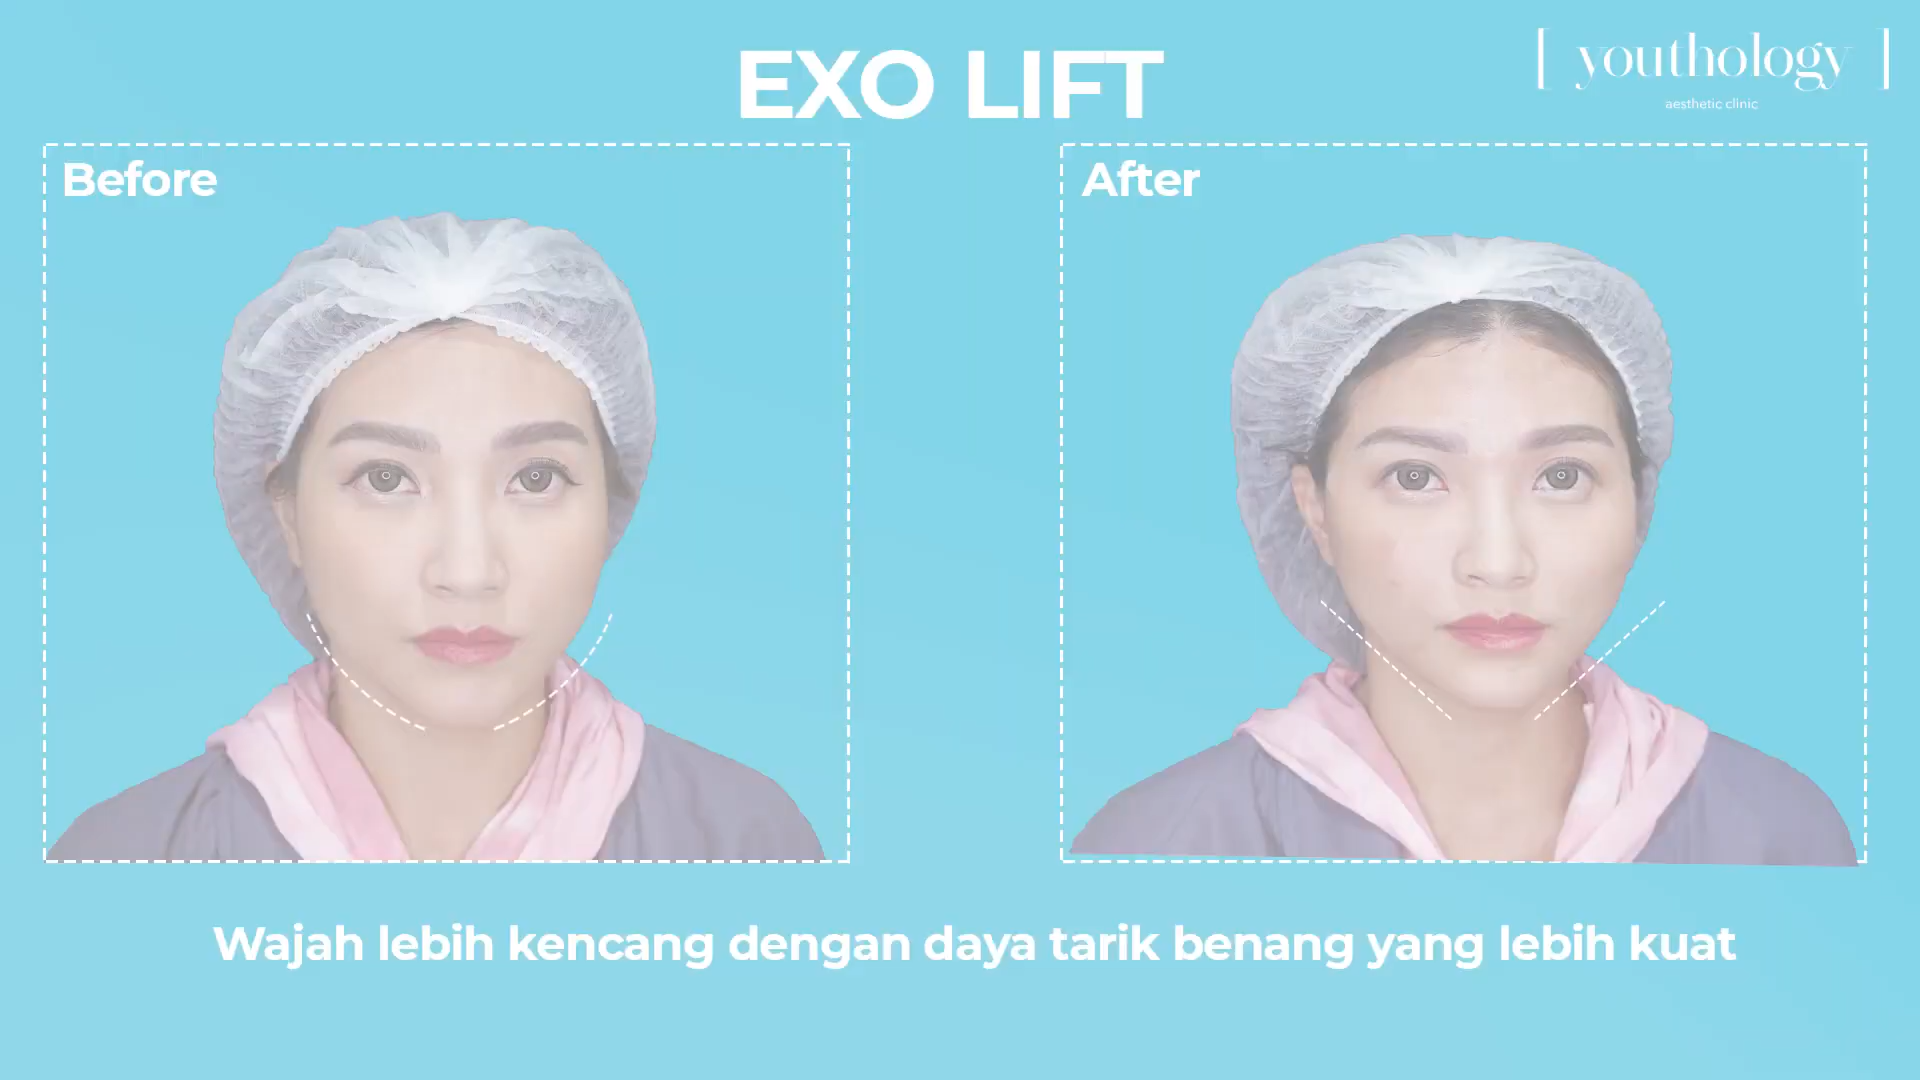 EXO LIFT
[ youthology ]
aesthetic clinic
Before
After
Wajah lebih kencang dengan daya tarik benang yang lebih kuat